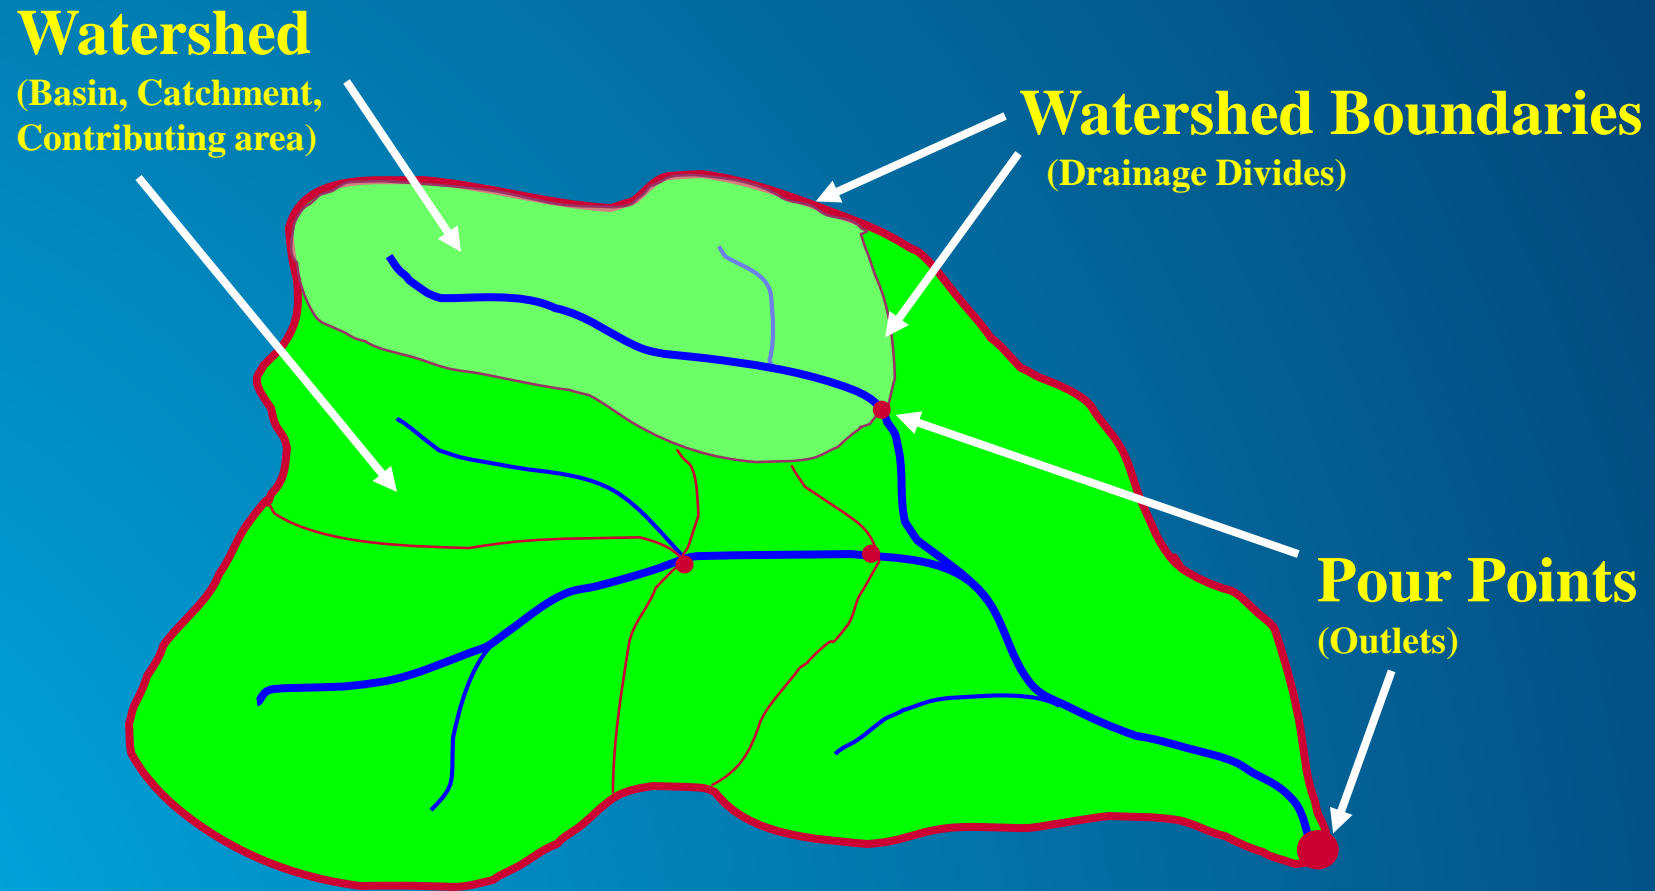 Watershed
(Basin, Catchment,
Contributing area)
Watershed Boundaries
(Drainage Divides)
Pour Points
(Outlets)